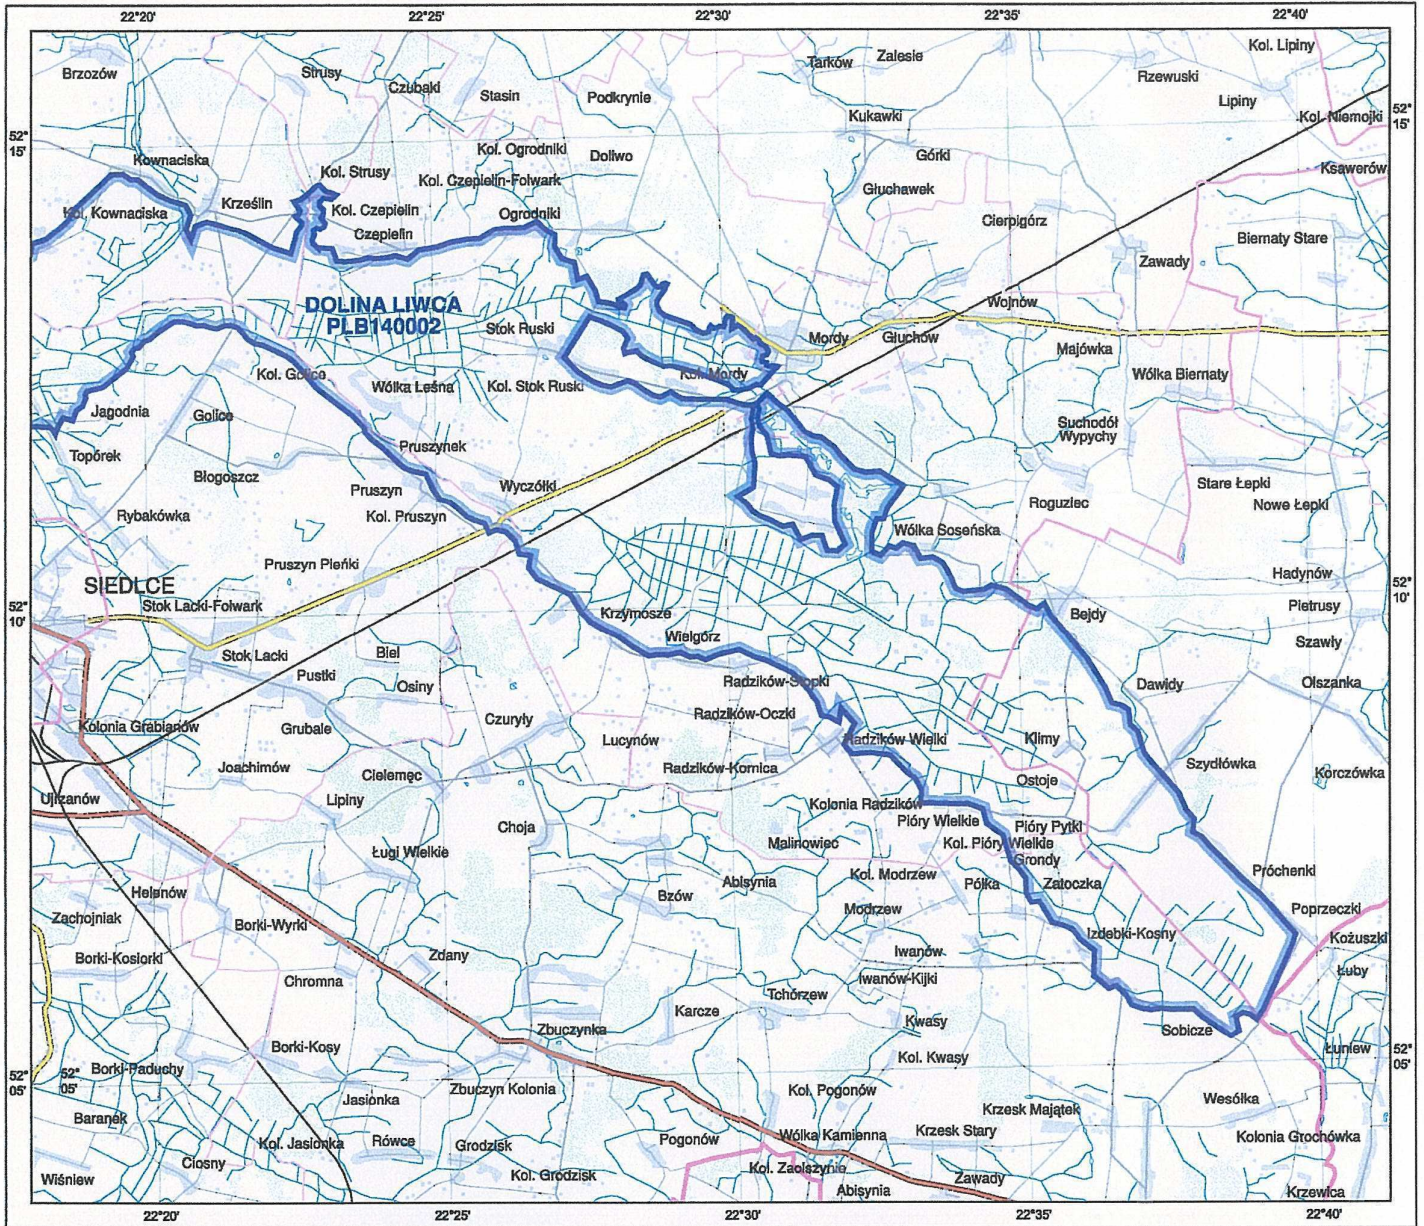 22°20'
22°25'
22°30'
22°35'
22°40'
Kol. Lipiny
Brzozów
Strusy
Czubaki
Stasin
Podkrynie
Tarków
Zalesie
Rzewuski
Lipiny
52°
15'
Kol. Niemojki
52°
15'
Kukawki
Kownaciska
Kol. Ogrodniki
Doliwo
Górki
Kol. Strusy
Kol. Czepielin-Folwark
Głuchawek
Ksawerów
Kol. Kownaciska
Krześlin
Kol. Czepielin
Czepielin
Ogrodniki
Cierpigórz
Biernaty Stare
Zawady
DOLINA LIWCA
PLB140002
Stok Ruski
Wojnów
Mordy
Głuchów
Majówka
Kol. Golice
Wólka Leśna
Kol. Stok Ruski
Kol. Mordy
Wólka Biernaty
Jagodnia
Golice
Suchodół
Wypychy
Topórek
Pruszynek
Błogoszcz
Pruszyn
Wyczółki
Stare Łepki
Nowe Łepki
Rybakówka
Kol. Pruszyn
Roguziec
Wólka Soseńska
Pruszyn Pieńki
Hadynów
52°
10'
SIEDLCE
Stok Lacki-Folwark
Krzymosze
Bejdy
Pietrusy
52°
10'
Stok Lacki
Biel
Wielgórz
Szawły
Pustki
Osiny
Radzików-Stopki
Dawidy
Olszanka
Kolonia Grabianów
Grubale
Czuryły
Radzików-Oczki
Lucynów
Radzików Wielki
Klimy
Joachimów
Cielemęc
Radzików-Kornica
Ostoje
Szydłówka
Korczówka
Ujrzanów
Lipiny
Kolonia Radzików
Choja
Pióry Wielkie
Pióry Pytki
Ługi Wielkie
Malinowiec
Kol. Pióry Wielkie
Grondy
Helenów
Bzów
Abisynia
Kol. Modrzew
Półka
Zatoczka
Próchenki
Zachojniak
Borki-Wyrki
Modrzew
Poprzeczki
Izdebki-Kosny
Kożuszki
Borki-Kosiorki
Zdany
Iwanów
Chromna
Iwanów-Kijki
Łuby
Tchórzew
Karcze
Zbuczynka
Kwasy
Sobicze
Borki-Kosy
Kol. Kwasy
Łuniew
52°
05'
Borki-Paduchy
52°
05'
52°
05'
Zbuczyn Kolonia
Kol. Pogonów
Jasionka
Wesółka
Baranek
Krzesk Majątek
Kol. Jasionka
Rówce
Grodzisk
Pogonów
Wólka Kamienna
Krzesk Stary
Kolonia Grochówka
Ciosny
Kol. Grodzisk
Kol. Zaolszynie
Zawady
Wiśniew
Abisynia
Krzewica
22°20'
22°25'
22°30'
22°35'
22°40'